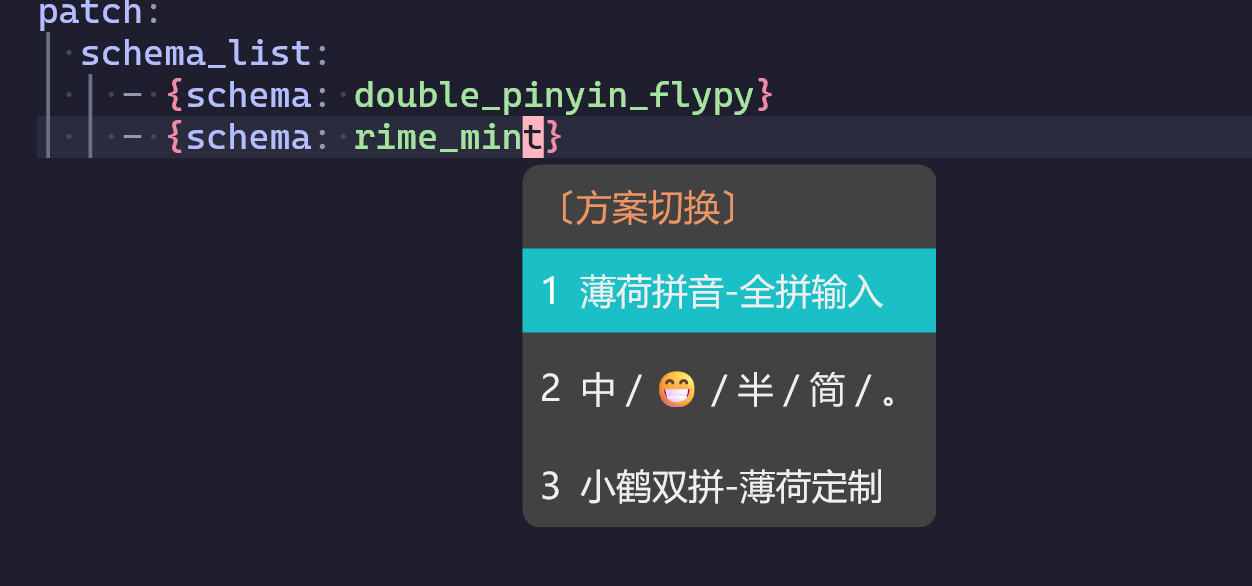 patch:
schema_list:
- {schema: double_pinyin_flypy}
- {schema: rime_mint}
〔方案切换〕
1 薄荷拼音-全拼输入
2 中 / 😁 / 半 / 简 / 。
3 小鹤双拼-薄荷定制